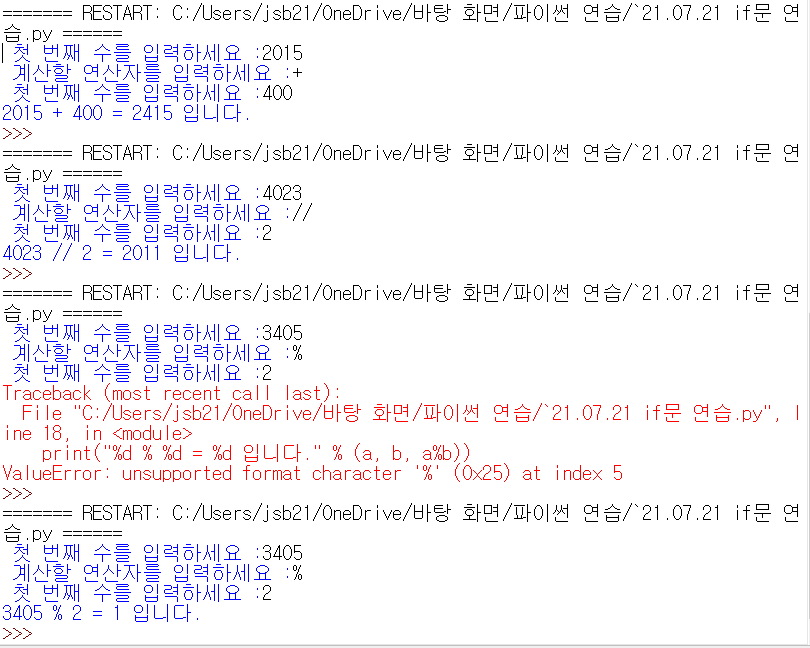 ======= RESTART: C:/Users/jsb21/OneDrive/바탕 화면/파이썬 연습/`21.07.21 if문 연
습.py ======
첫 번째 수를 입력하세요 :2015
계산할 연산자를 입력하세요 :+
첫 번째 수를 입력하세요 :400
2015 + 400 = 2415 입니다.
>>>
======= RESTART: C:/Users/jsb21/OneDrive/바탕 화면/파이썬 연습/`21.07.21 if문 연
습.py ======
첫 번째 수를 입력하세요 :4023
계산할 연산자를 입력하세요 ://
첫 번째 수를 입력하세요 :2
4023 // 2 = 2011 입니다.
>>>
======= RESTART: C:/Users/jsb21/OneDrive/바탕 화면/파이썬 연습/`21.07.21 if문 연
습.py ======
첫 번째 수를 입력하세요 :3405
계산할 연산자를 입력하세요 :%
첫 번째 수를 입력하세요 :2
Traceback (most recent call last):
  File "C:/Users/jsb21/OneDrive/바탕 화면/파이썬 연습/`21.07.21 if문 연습.py", l
ine 18, in <module>
    print("%d % %d = %d 입니다." % (a, b, a%b))
ValueError: unsupported format character '%' (0x25) at index 5
>>>
======= RESTART: C:/Users/jsb21/OneDrive/바탕 화면/파이썬 연습/`21.07.21 if문 연
습.py ======
첫 번째 수를 입력하세요 :3405
계산할 연산자를 입력하세요 :%
첫 번째 수를 입력하세요 :2
3405 % 2 = 1 입니다.
>>>